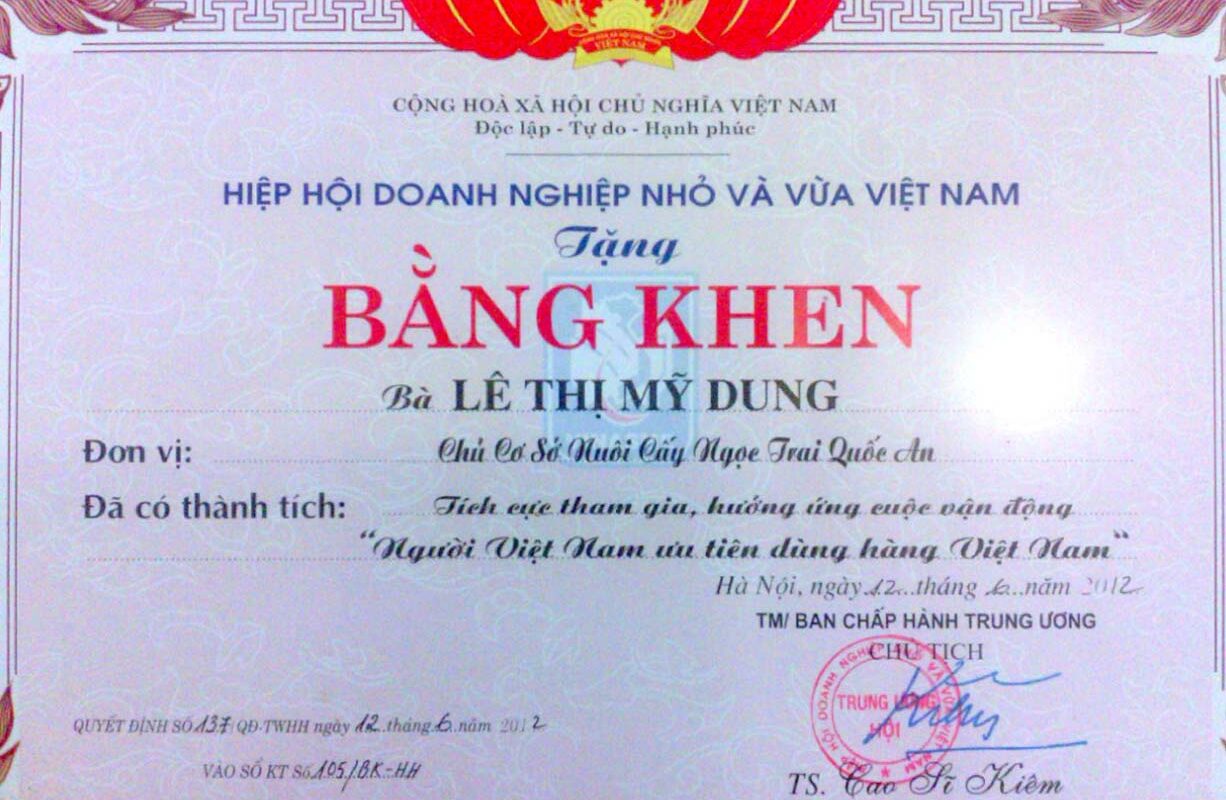 VIỆT NAM
CỘNG HOÀ XÃ HỘI CHỦ NGHĨA VIỆT NAM
Độc lập - Tự do - Hạnh phúc
HIỆP HỘI DOANH NGHIỆP NHỎ VÀ VỪA VIỆT NAM
Tặng
BẰNG KHEN
Bà LÊ THỊ MỸ DUNG
Đơn vị: Chủ Cơ Sở Nuôi Cấy Ngọc Trai Quốc An
Đã có thành tích: Tích cực tham gia, hưởng ứng cuộc vận động
"Người Việt Nam ưu tiên dùng hàng Việt Nam"
Hà Nội, ngày 12 tháng 6 năm 2012
TM/ BAN CHẤP HÀNH TRUNG ƯƠNG
CHỦ TỊCH
TRUNG ƯƠNG
HỘI
QUYẾT ĐỊNH SỐ 137 QĐ-TWHH ngày 12 tháng 6 năm 2012
VÀO SỔ KT Số 105/BK-HH
TS. Cao Sĩ Kiêm